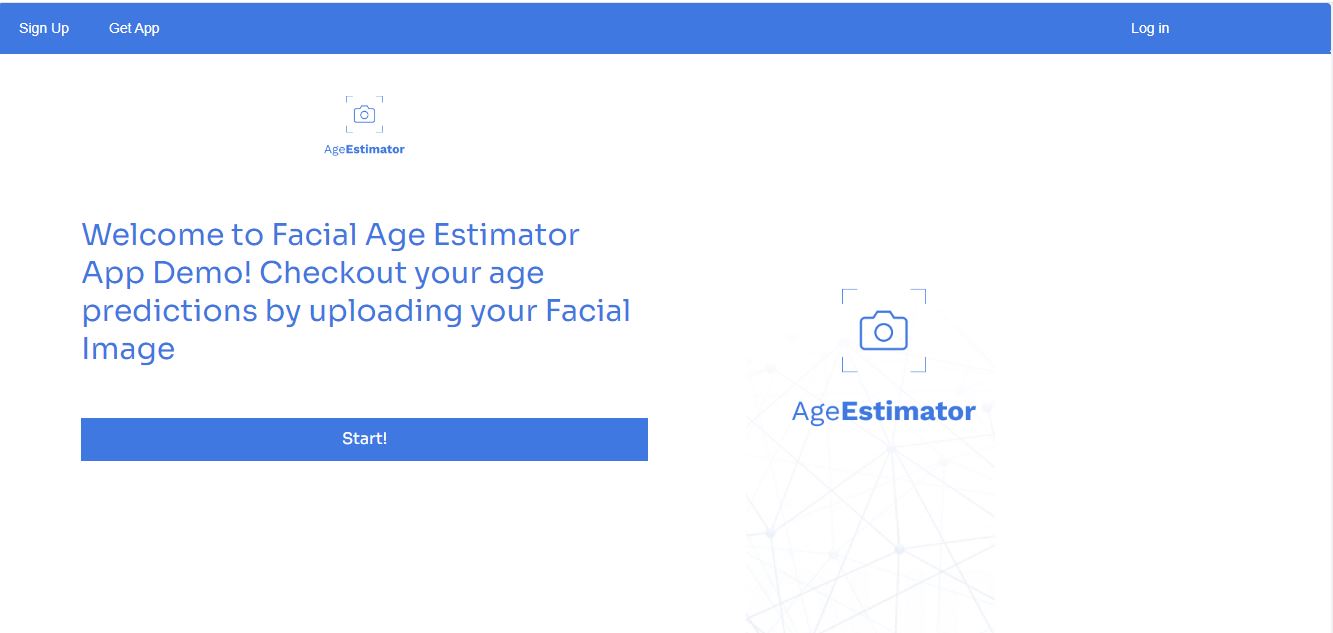 Sign Up Get App Log in
AgeEstimator
Welcome to Facial Age Estimator
App Demo! Checkout your age
predictions by uploading your Facial
Image
Start!
AgeEstimator